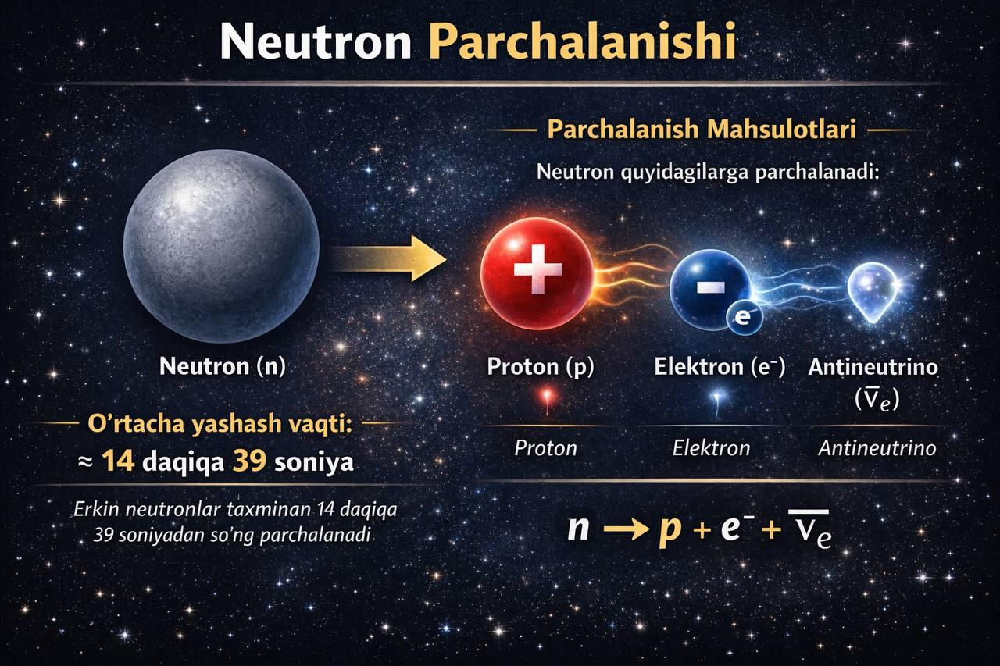 Neutron Parchalanishi
Parchalanish Mahsulotlari
Neutron quyidagilarga parchalanadi:
+
-
e
Neutron (n)
Proton (p)
Elektron (e⁻)
Antineutrino
(ν̅ₑ)
O’rtacha yashash vaqti:
≈ 14 daqiqa 39 soniya
Erkin neutronlar taxminan 14 daqiqa
39 soniyadan so’ng parchalanadi
Proton
Elektron
Antineutrino
n → p + e⁻ + ν̅ₑ